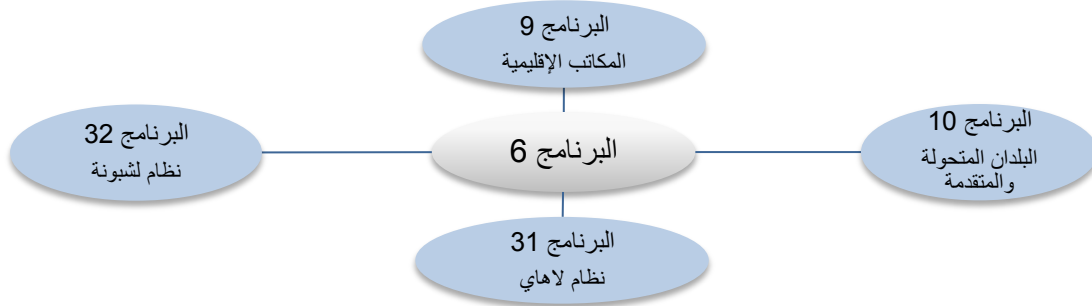 البرنامج 9
المكاتب الإقليمية
البرنامج 10
البلدان المتحولة
والمتقدمة
البرنامج 6
البرنامج 32
نظام لشبونة
البرنامج 31
نظام لاهاي